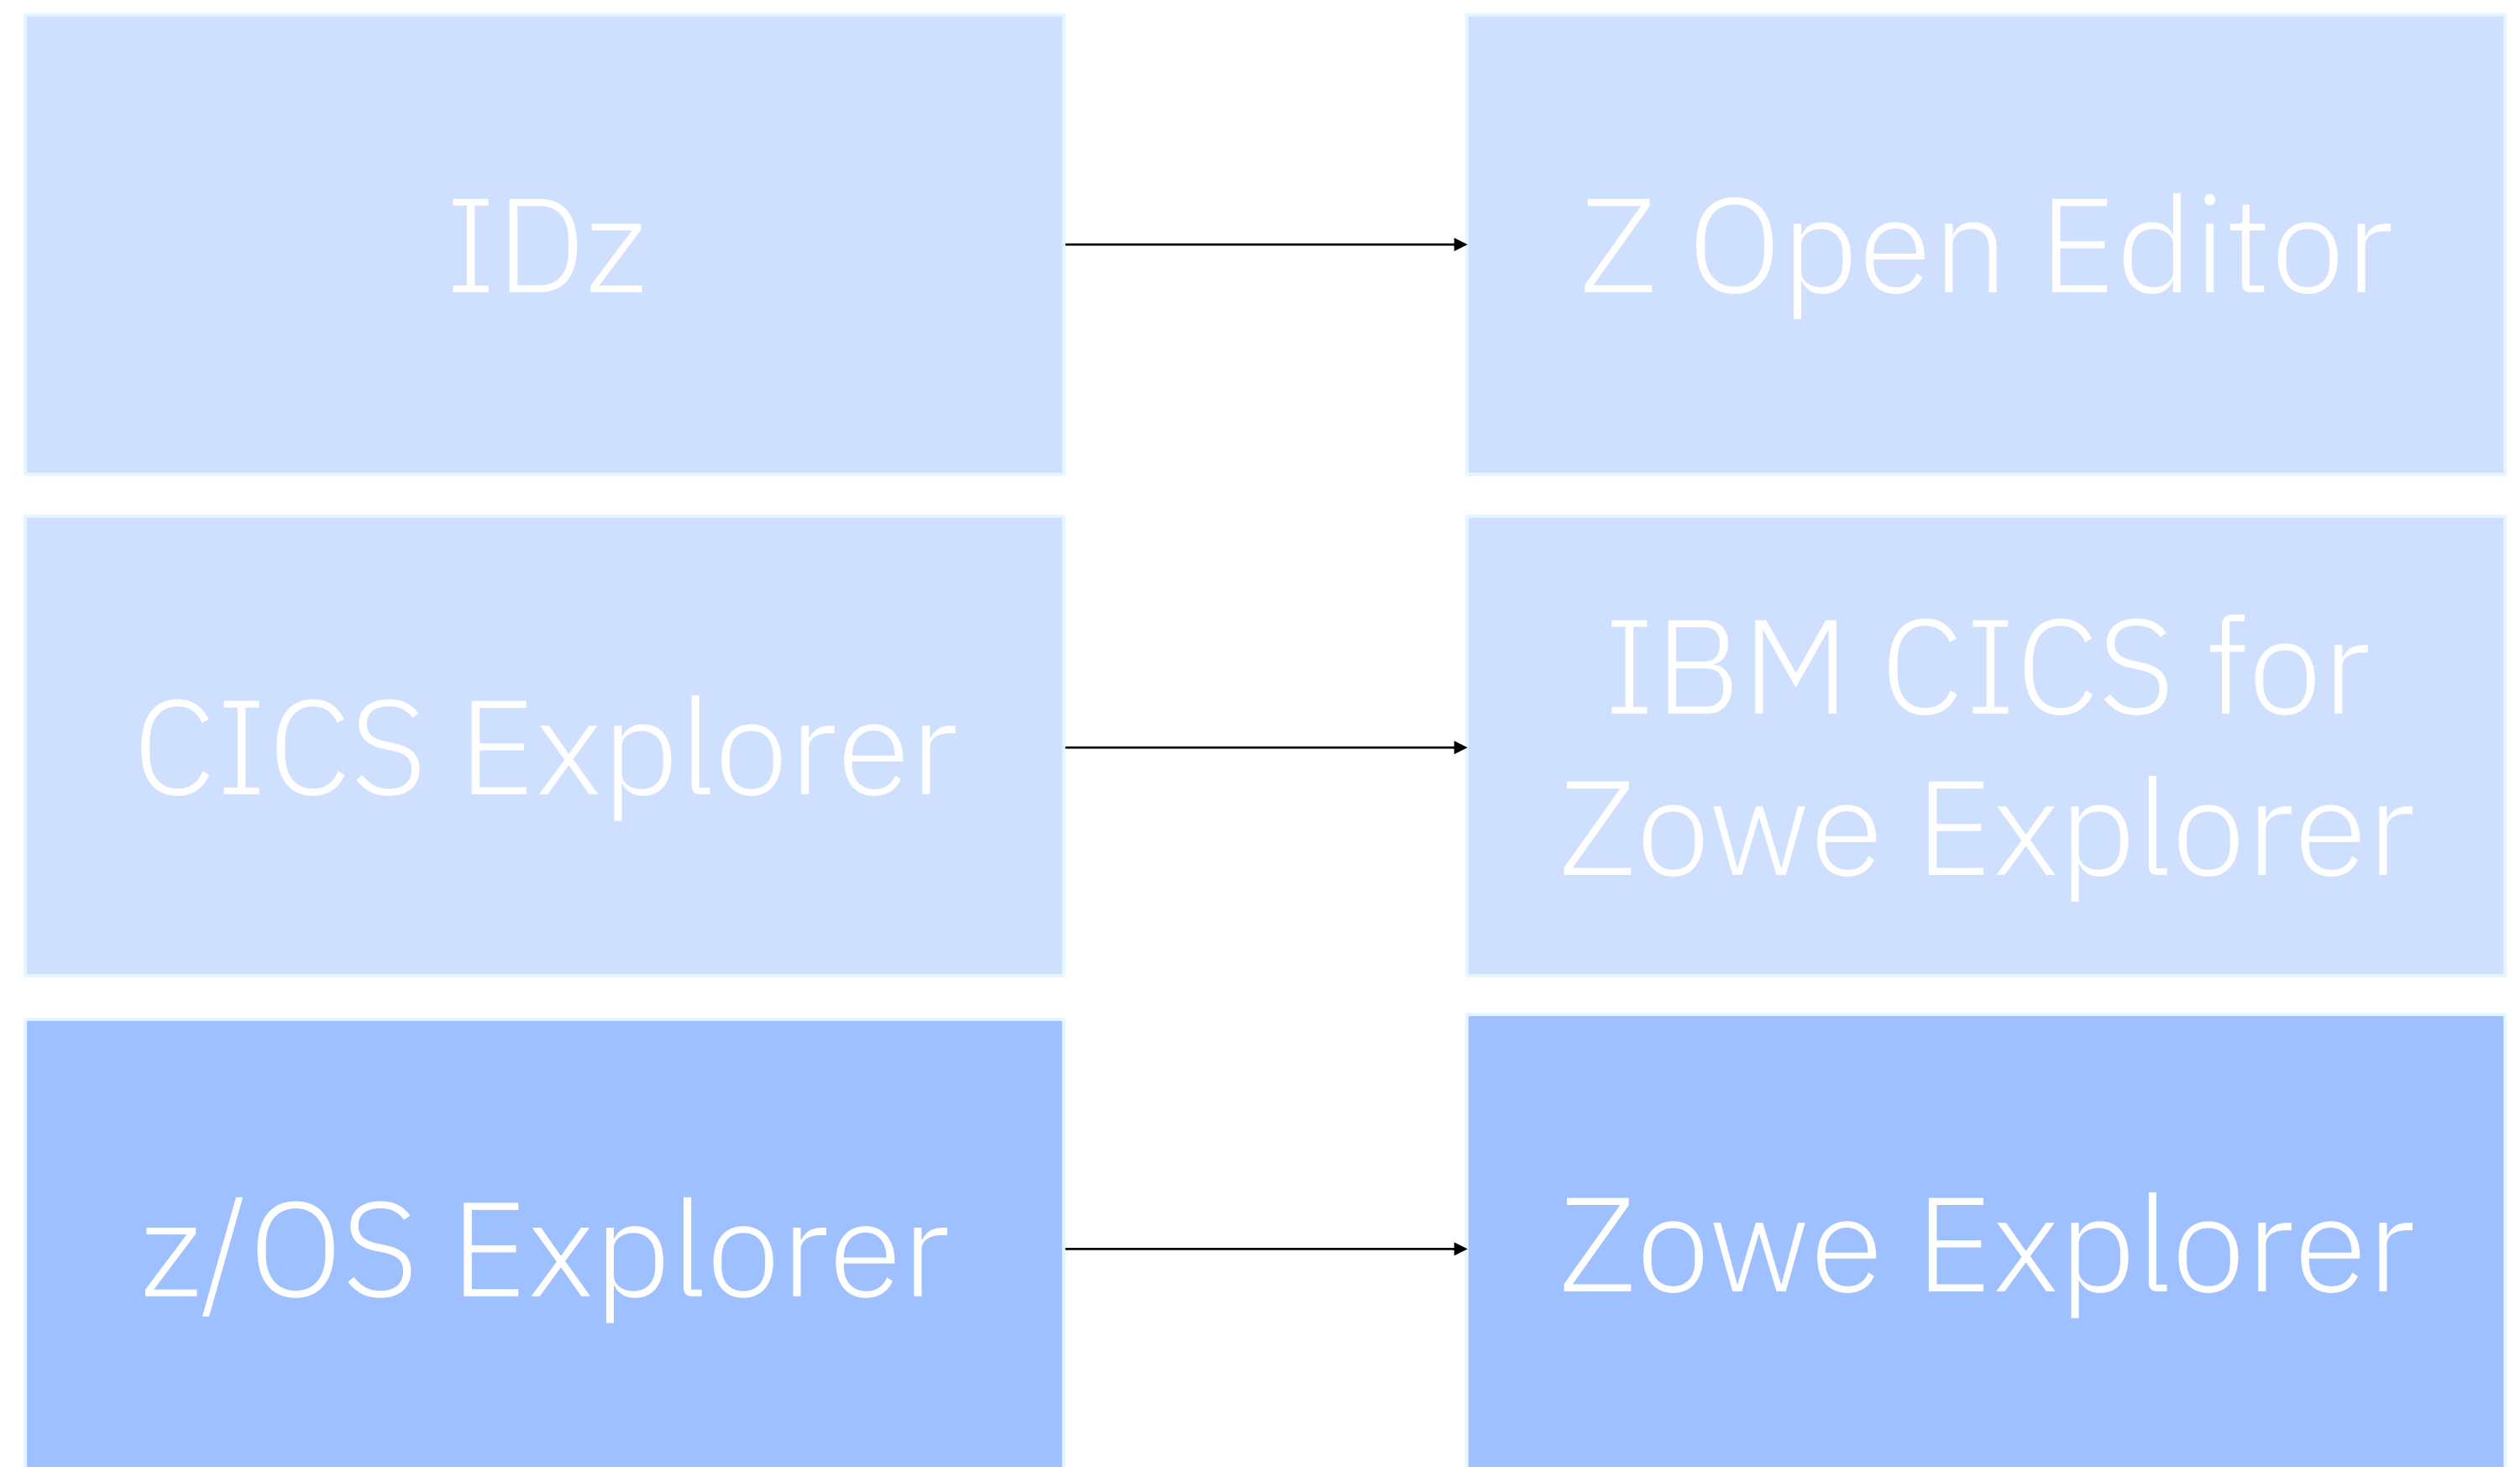 IDz
Z Open Editor
CICS Explorer
IBM CICS for
Zowe Explorer
z/OS Explorer
Zowe Explorer